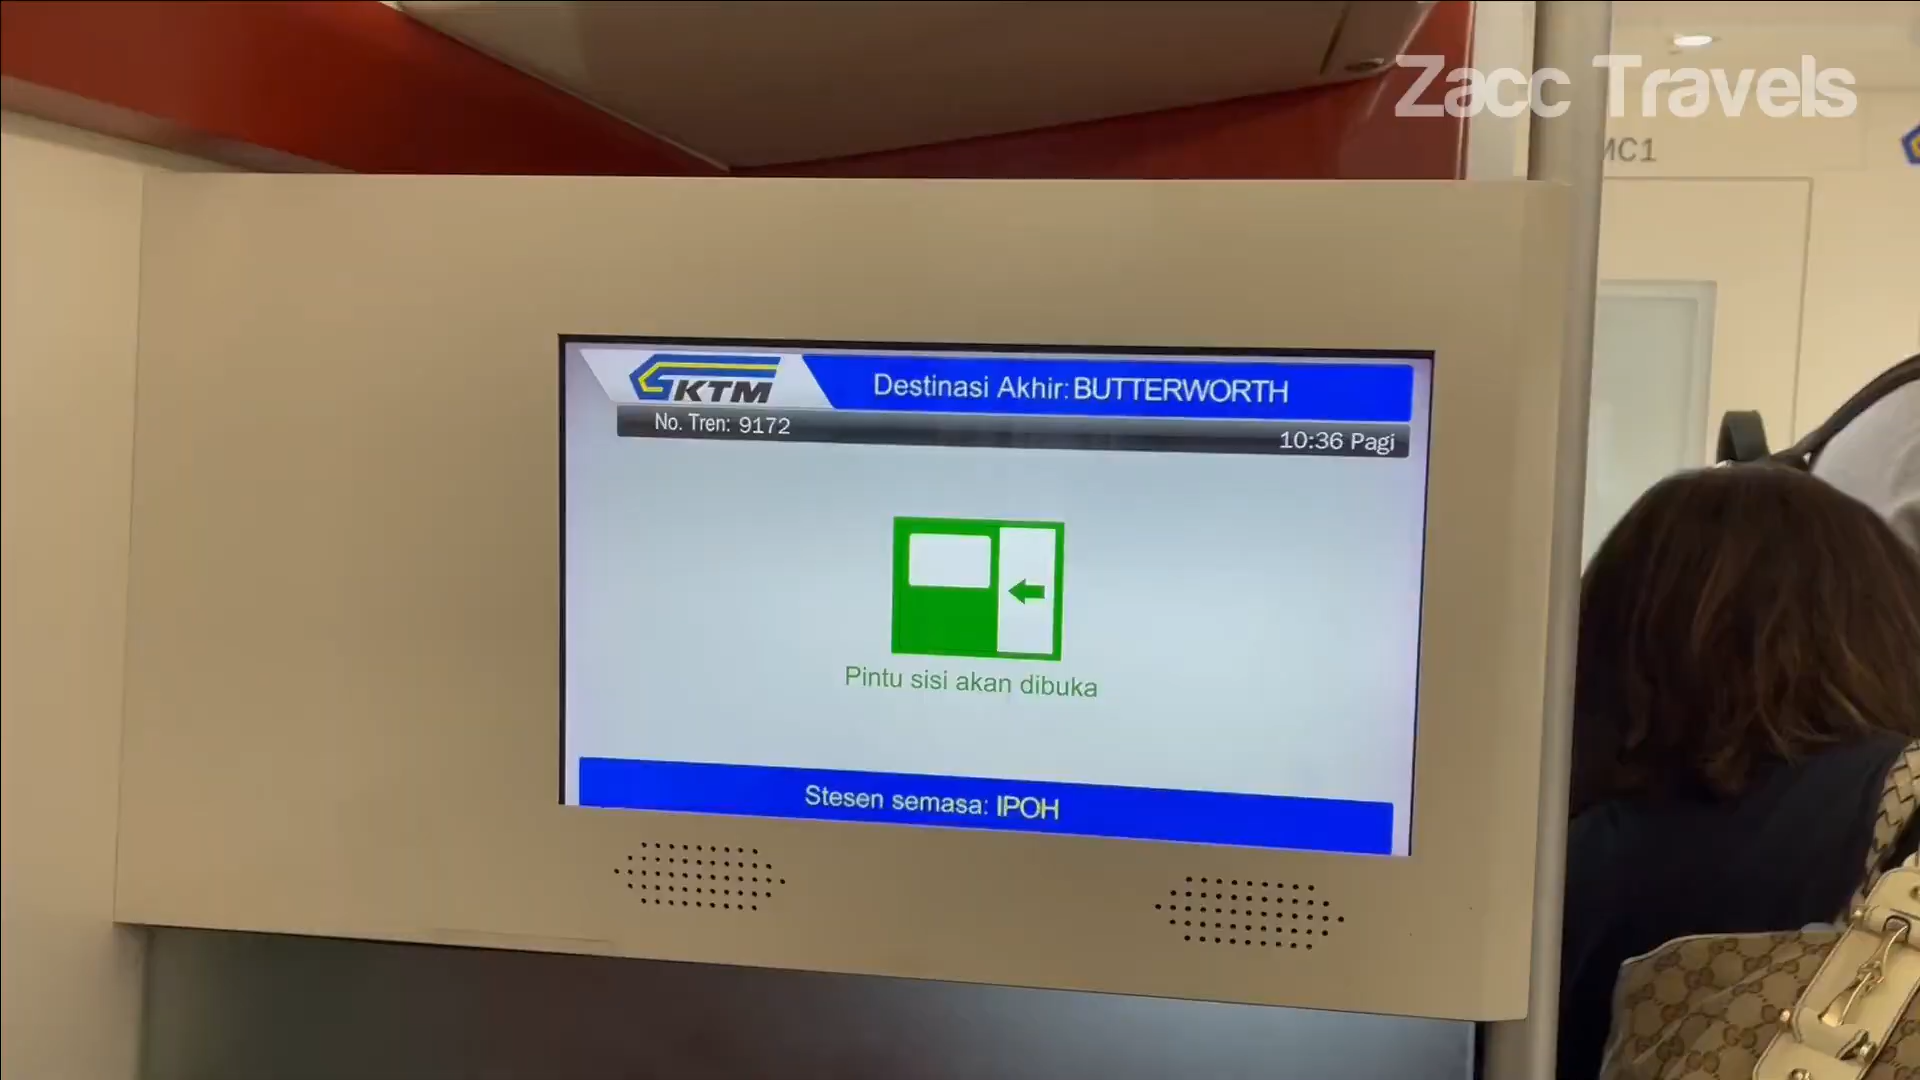 Zacc Travels
MC1
KTM
Destinasi Akhir: BUTTERWORTH
No. Tren: 9172
10:36 Pagi
Pintu sisi akan dibuka
Stesen semasa: IPOH